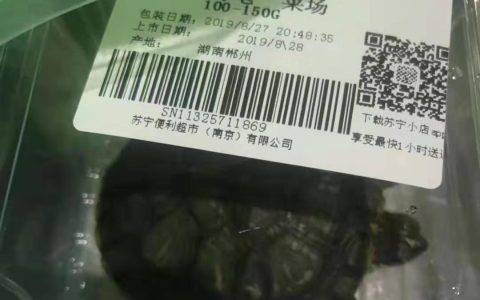 菜场
100-150G
包装日期: 2019/8/27 20:48:35
上市日期: 2019/8\28
产地: 湖南郴州
SN11325711869
苏宁便利超市（南京）有限公司
下载苏宁小店
享受最快1小时送